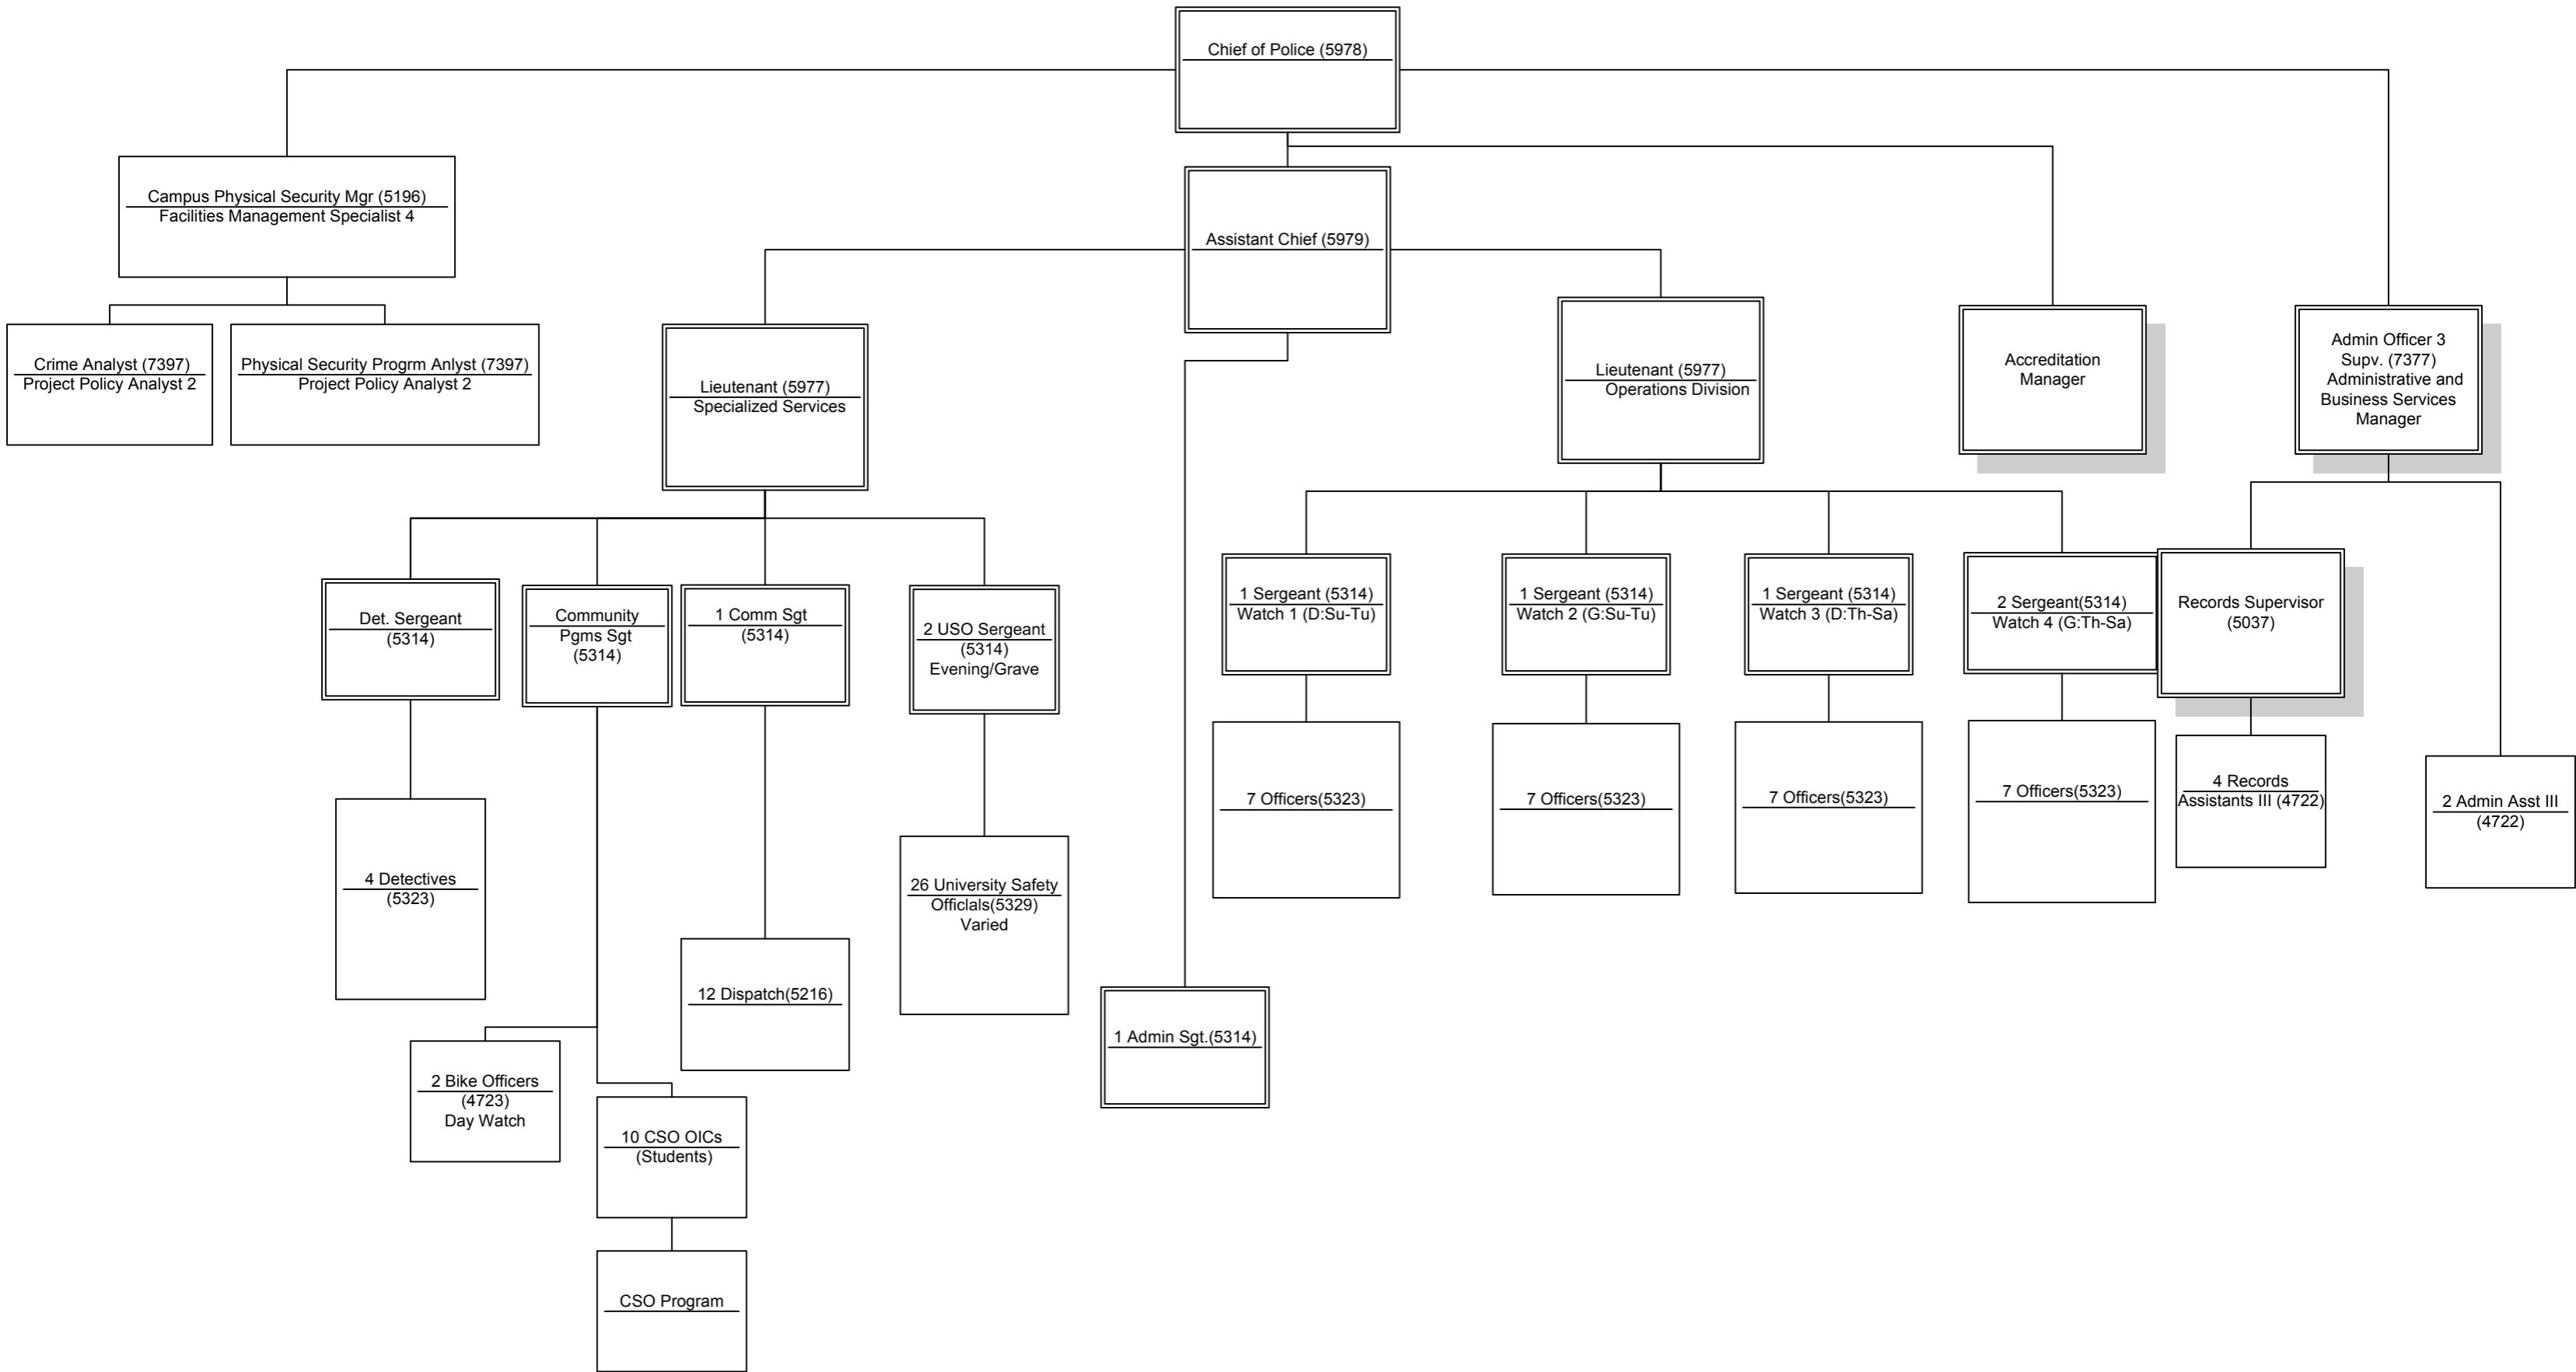 Chief of Police (5978)
Campus Physical Security Mgr (5196)
Facilities Management Specialist 4
Assistant Chief (5979)
Crime Analyst (7397)
Project Policy Analyst 2
Physical Security Progrm Anlyst (7397)
Project Policy Analyst 2
Lieutenant (5977)
Specialized Services
Lieutenant (5977)
Operations Division
Accreditation
Manager
Admin Officer 3
Supv. (7377)
Administrative and
Business Services
Manager
Det. Sergeant
(5314)
Community
Pgms Sgt
(5314)
1 Comm Sgt
(5314)
2 USO Sergeant
(5314)
Evening/Grave
1 Sergeant (5314)
Watch 1 (D:Su-Tu)
1 Sergeant (5314)
Watch 2 (G:Su-Tu)
1 Sergeant (5314)
Watch 3 (D:Th-Sa)
2 Sergeant(5314)
Watch 4 (G:Th-Sa)
Records Supervisor
(5037)
7 Officers(5323)
7 Officers(5323)
7 Officers(5323)
7 Officers(5323)
4 Records
Assistants III (4722)
2 Admin Asst III
(4722)
4 Detectives
(5323)
26 University Safety
Officlals(5329)
Varied
12 Dispatch(5216)
1 Admin Sgt.(5314)
2 Bike Officers
(4723)
Day Watch
10 CSO OICs
(Students)
CSO Program